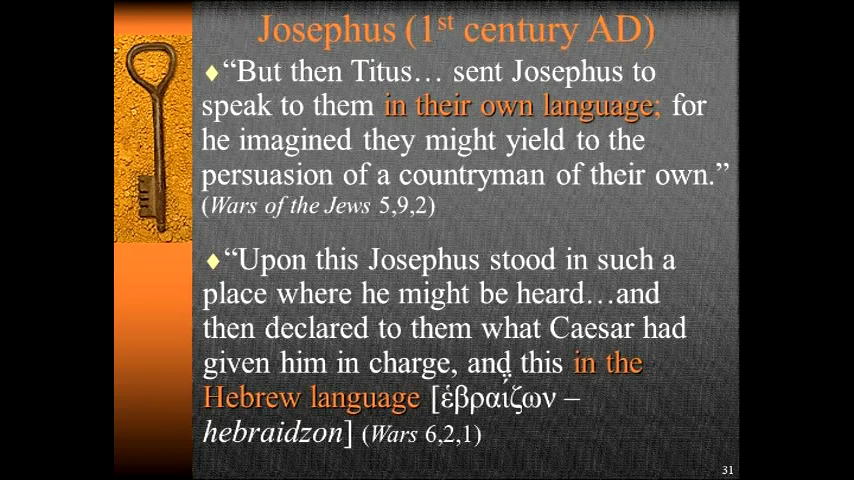 Josephus (1st century AD)
♦“But then Titus… sent Josephus to
speak to them in their own language; for
he imagined they might yield to the
persuasion of a countryman of their own.”
(Wars of the Jews 5,9,2)
♦“Upon this Josephus stood in such a
place where he might be heard…and
then declared to them what Caesar had
given him in charge, and this in the
Hebrew language [ἑβραΐζων –
hebraidzon] (Wars 6,2,1)
31